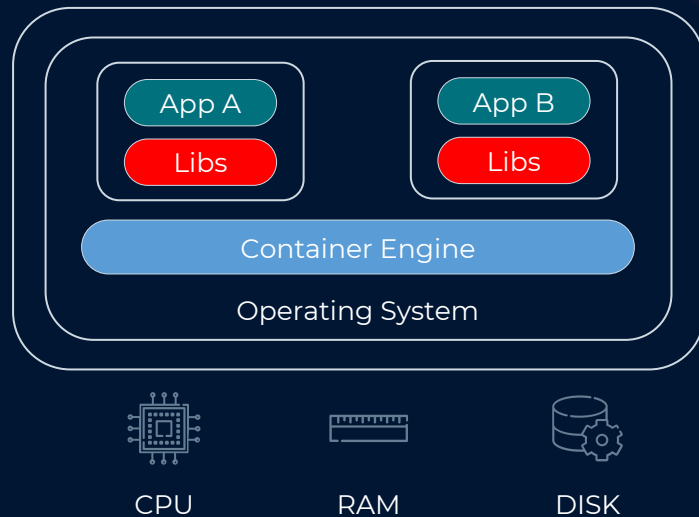 App A
App B
Libs
Libs
Container Engine
Operating System
CPU
RAM
DISK